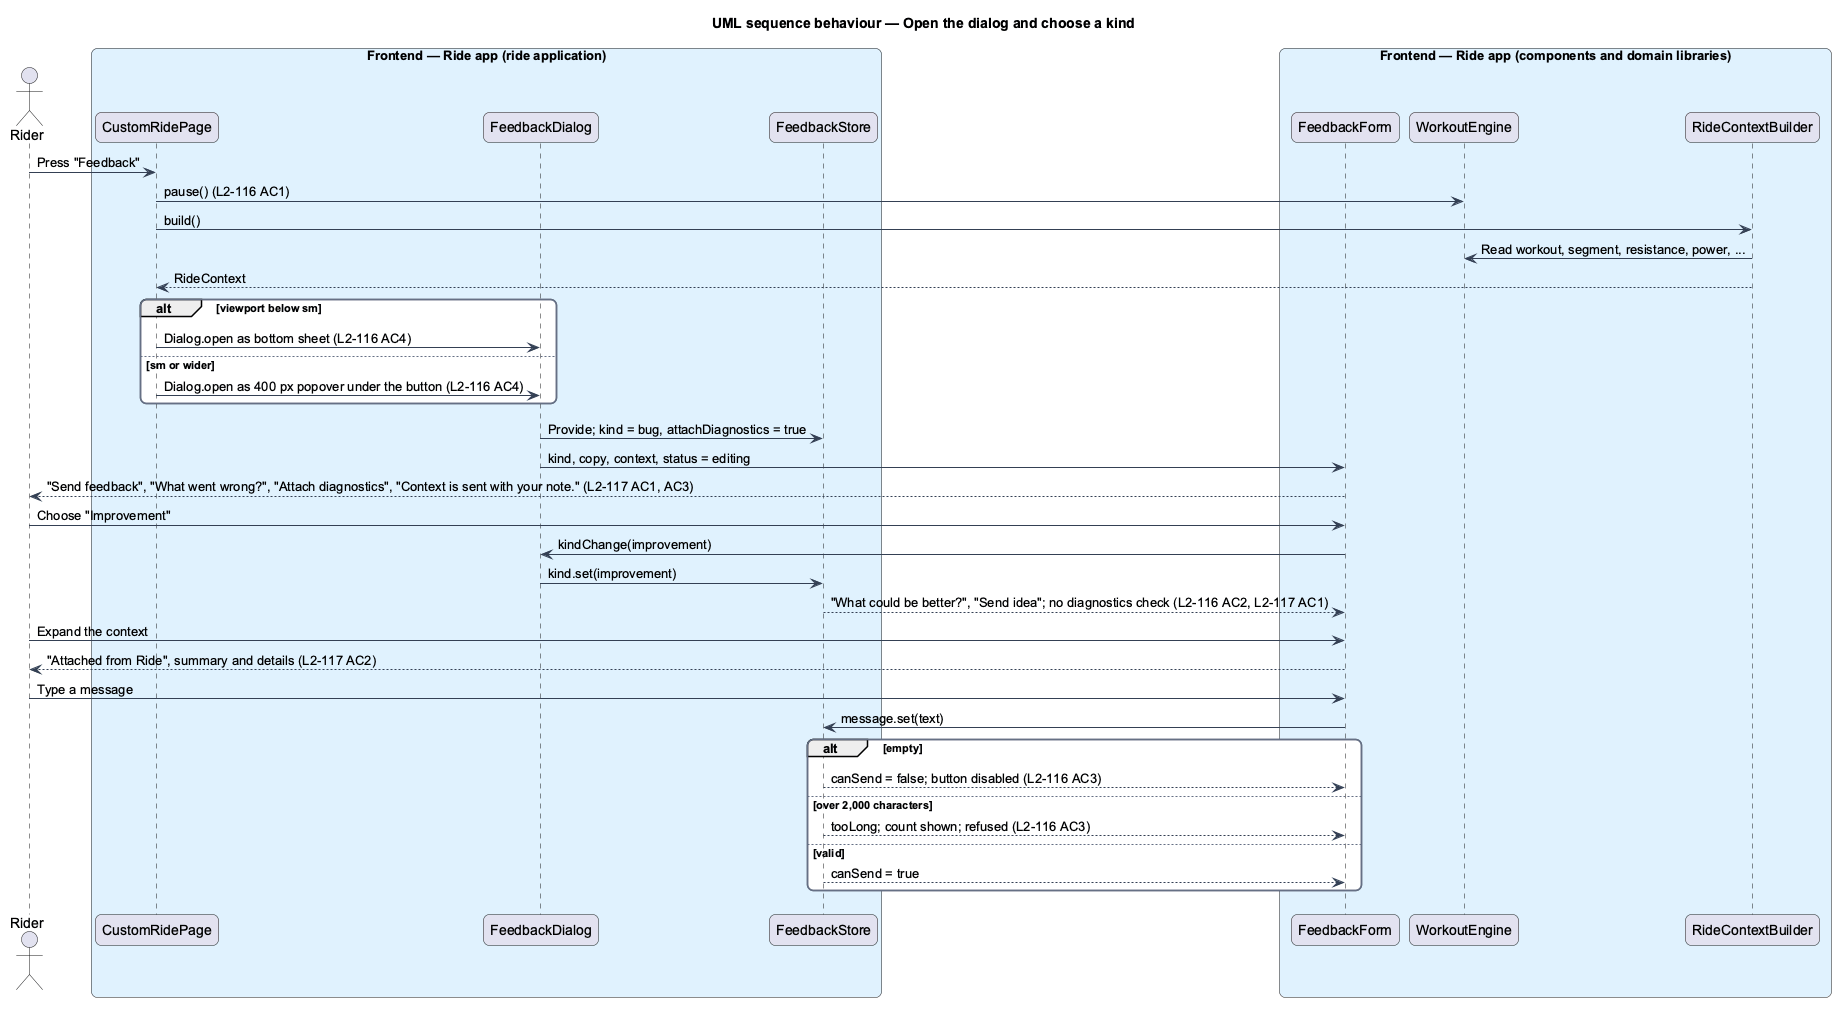 UML sequence behaviour — Open the dialog and choose a kind
Frontend — Ride app (ride application)
Frontend — Ride app (components and domain libraries)
Rider
CustomRidePage
FeedbackDialog
FeedbackStore
FeedbackForm
WorkoutEngine
RideContextBuilder
Press "Feedback"
pause() (L2-116 AC1)
build()
Read workout, segment, resistance, power, ...
RideContext
alt
[viewport below sm]
Dialog.open as bottom sheet (L2-116 AC4)
[sm or wider]
Dialog.open as 400 px popover under the button (L2-116 AC4)
Provide; kind = bug, attachDiagnostics = true
kind, copy, context, status = editing
"Send feedback", "What went wrong?", "Attach diagnostics", "Context is sent with your note." (L2-117 AC1, AC3)
Choose "Improvement"
kindChange(improvement)
kind.set(improvement)
"What could be better?", "Send idea"; no diagnostics check (L2-116 AC2, L2-117 AC1)
Expand the context
"Attached from Ride", summary and details (L2-117 AC2)
Type a message
message.set(text)
alt
[empty]
canSend = false; button disabled (L2-116 AC3)
[over 2,000 characters]
tooLong; count shown; refused (L2-116 AC3)
[valid]
canSend = true
Rider
CustomRidePage
FeedbackDialog
FeedbackStore
FeedbackForm
WorkoutEngine
RideContextBuilder